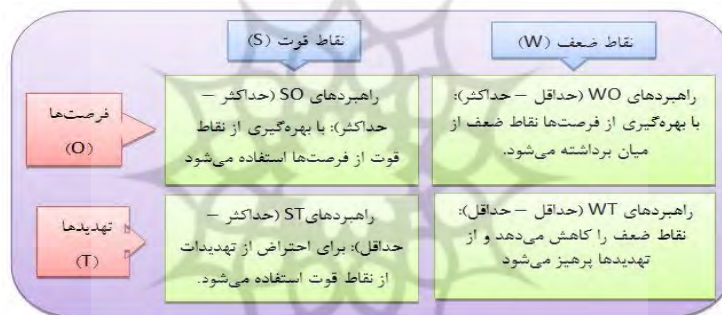 نقاط قوت (S)
نقاط ضعف (W)
فرصت‌ها
(O)
راهبردهای SO (حداکثر –
حداکثر): با بهره‌گیری از نقاط
قوت از فرصت‌ها استفاده می‌شود
راهبردهای WO (حداقل – حداکثر):
با بهره‌گیری از فرصت‌ها نقاط ضعف از
میان برداشته می‌شود.
تهدیدها
(T)
راهبردهایST (حداکثر –
حداقل): برای احتراز از تهدیدات
از نقاط قوت استفاده می‌شود.
راهبردهای WT (حداقل – حداقل):
نقاط ضعف را کاهش می‌دهد و از
تهدیدها پرهیز می‌شود